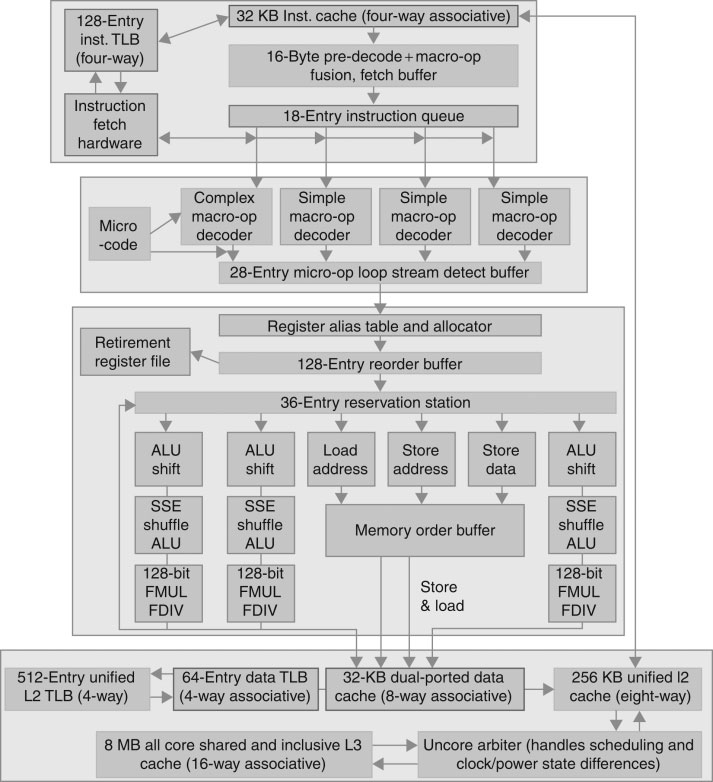 128-Entry
inst. TLB
(four-way)
32 KB Inst. cache (four-way associative)
16-Byte pre-decode + macro-op
fusion, fetch buffer
Instruction
fetch
hardware
18-Entry instruction queue
Micro
-code
Complex
macro-op
decoder
Simple
macro-op
decoder
Simple
macro-op
decoder
Simple
macro-op
decoder
28-Entry micro-op loop stream detect buffer
Register alias table and allocator
Retirement
register file
128-Entry reorder buffer
36-Entry reservation station
ALU
shift
ALU
shift
Load
address
Store
address
Store
data
ALU
shift
SSE
shuffle
ALU
SSE
shuffle
ALU
Memory order buffer
SSE
shuffle
ALU
128-bit
FMUL
FDIV
128-bit
FMUL
FDIV
Store
& load
128-bit
FMUL
FDIV
512-Entry unified
L2 TLB (4-way)
64-Entry data TLB
(4-way associative)
32-KB dual-ported data
cache (8-way associative)
256 KB unified l2
cache (eight-way)
8 MB all core shared and inclusive L3
cache (16-way associative)
Uncore arbiter (handles scheduling and
clock/power state differences)